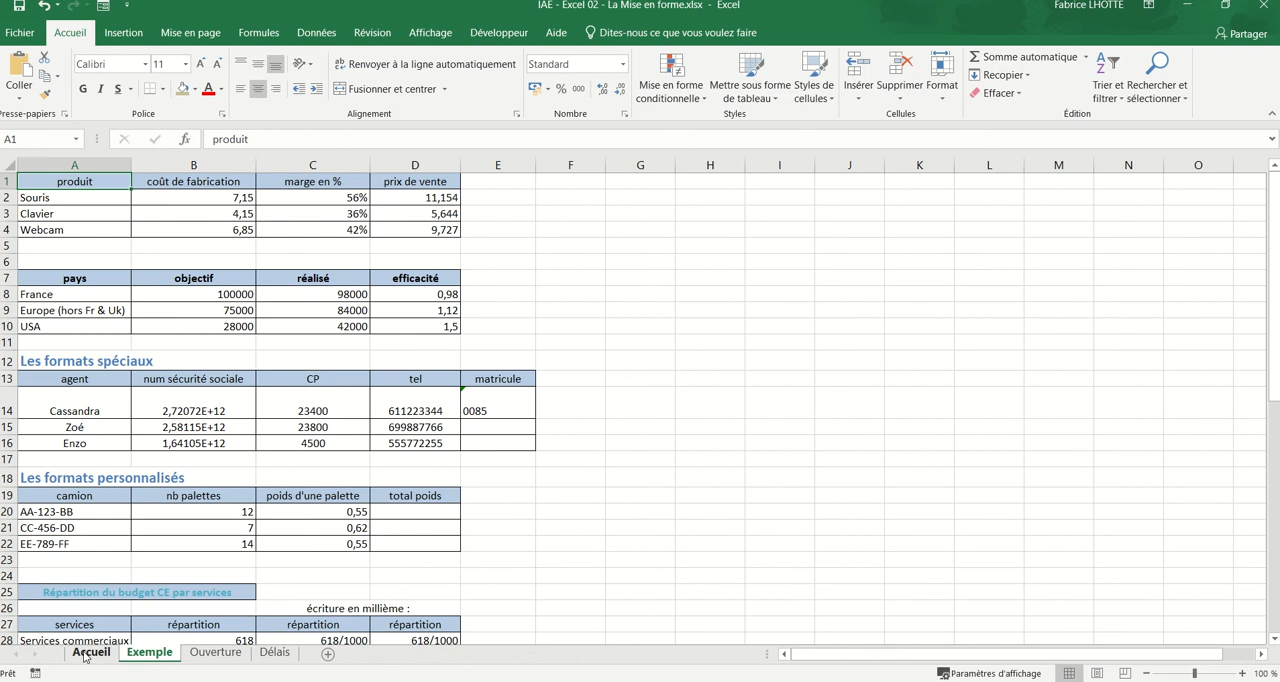 IAE - Excel 02 - La Mise en forme.xlsx - Excel
Fabrice LHOTTE
Fichier Accueil Insertion Mise en page Formules Données Révision Affichage Développeur Aide Dites-nous ce que vous voulez faire Partager
Coller
Calibri 11
Renvoyer à la ligne automatiquement
Standard
Somme automatique
G I S
Fusionner et centrer
% 000
Mise en forme conditionnelle
Mettre sous forme de tableau
Styles de cellules
Insérer Supprimer Format
Recopier
Effacer
Trier et filtrer
Rechercher et sélectionner
Presse-papiers Police Alignement Nombre Styles Cellules Édition
A1 fx produit
A B C D E F G H I J K L M N O
1 produit coût de fabrication marge en % prix de vente
2 Souris 7,15 56% 11,154
3 Clavier 4,15 36% 5,644
4 Webcam 6,85 42% 9,727
5
6
7 pays objectif réalisé efficacité
8 France 100000 98000 0,98
9 Europe (hors Fr & Uk) 75000 84000 1,12
10 USA 28000 42000 1,5
11
12 Les formats spéciaux
13 agent num sécurité sociale CP tel matricule
14 Cassandra 2,72072E+12 23400 611223344 0085
15 Zoé 2,58115E+12 23800 699887766
16 Enzo 1,64105E+12 4500 555772255
17
18 Les formats personnalisés
19 camion nb palettes poids d'une palette total poids
20 AA-123-BB 12 0,55
21 CC-456-DD 7 0,62
22 EE-789-FF 14 0,55
23
24
25 Répartition du budget CE par services
26 écriture en millième :
27 services répartition répartition répartition
28 Services commerciaux 618 618/1000 618/1000
Accueil Exemple Ouverture Délais
Prêt
Paramètres d'affichage
100 %